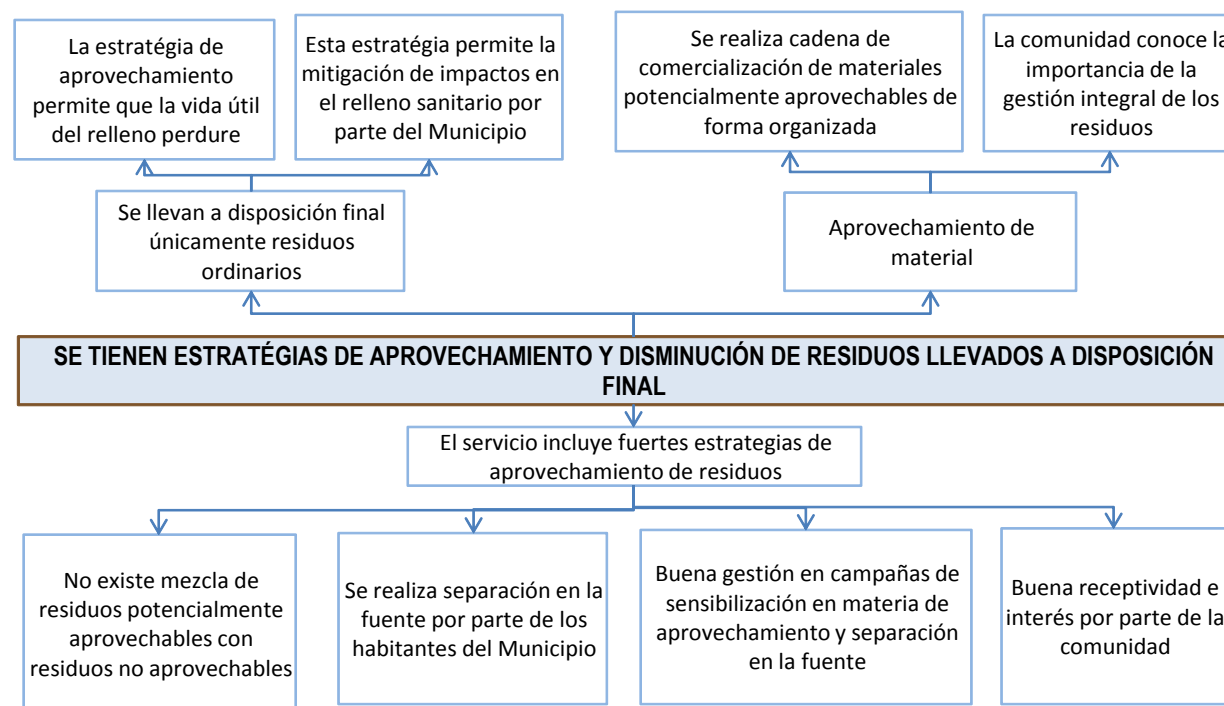 La estratégia de
aprovechamiento
permite que la vida útil
del relleno perdure
Esta estratégia permite la
mitigación de impactos en
el relleno sanitario por
parte del Municipio
Se realiza cadena de
comercialización de materiales
potencialmente aprovechables de
forma organizada
La comunidad conoce la
importancia de la
gestión integral de los
residuos
Se llevan a disposición final
únicamente residuos
ordinarios
Aprovechamiento de
material
SE TIENEN ESTRATÉGIAS DE APROVECHAMIENTO Y DISMINUCIÓN DE RESIDUOS LLEVADOS A DISPOSICIÓN
FINAL
El servicio incluye fuertes estrategias de
aprovechamiento de residuos
No existe mezcla de
residuos potencialmente
aprovechables con
residuos no aprovechables
Se realiza separación en la
fuente por parte de los
habitantes del Municipio
Buena gestión en campañas de
sensibilización en materia de
aprovechamiento y separación
en la fuente
Buena receptividad e
interés por parte de la
comunidad